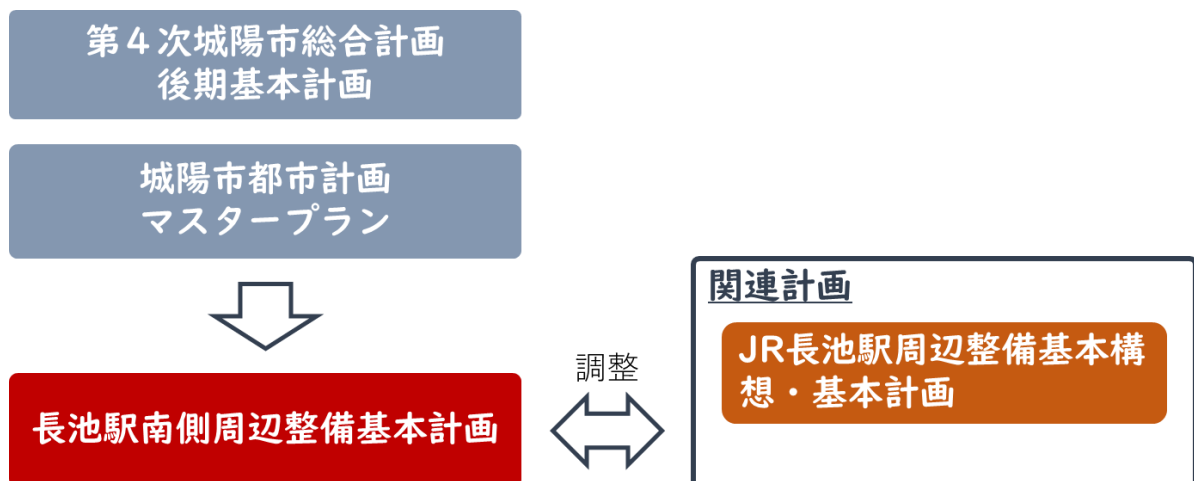 第４次城陽市総合計画
後期基本計画
城陽市都市計画
マスタープラン
関連計画
JR長池駅周辺整備基本構
想・基本計画
調整
長池駅南側周辺整備基本計画